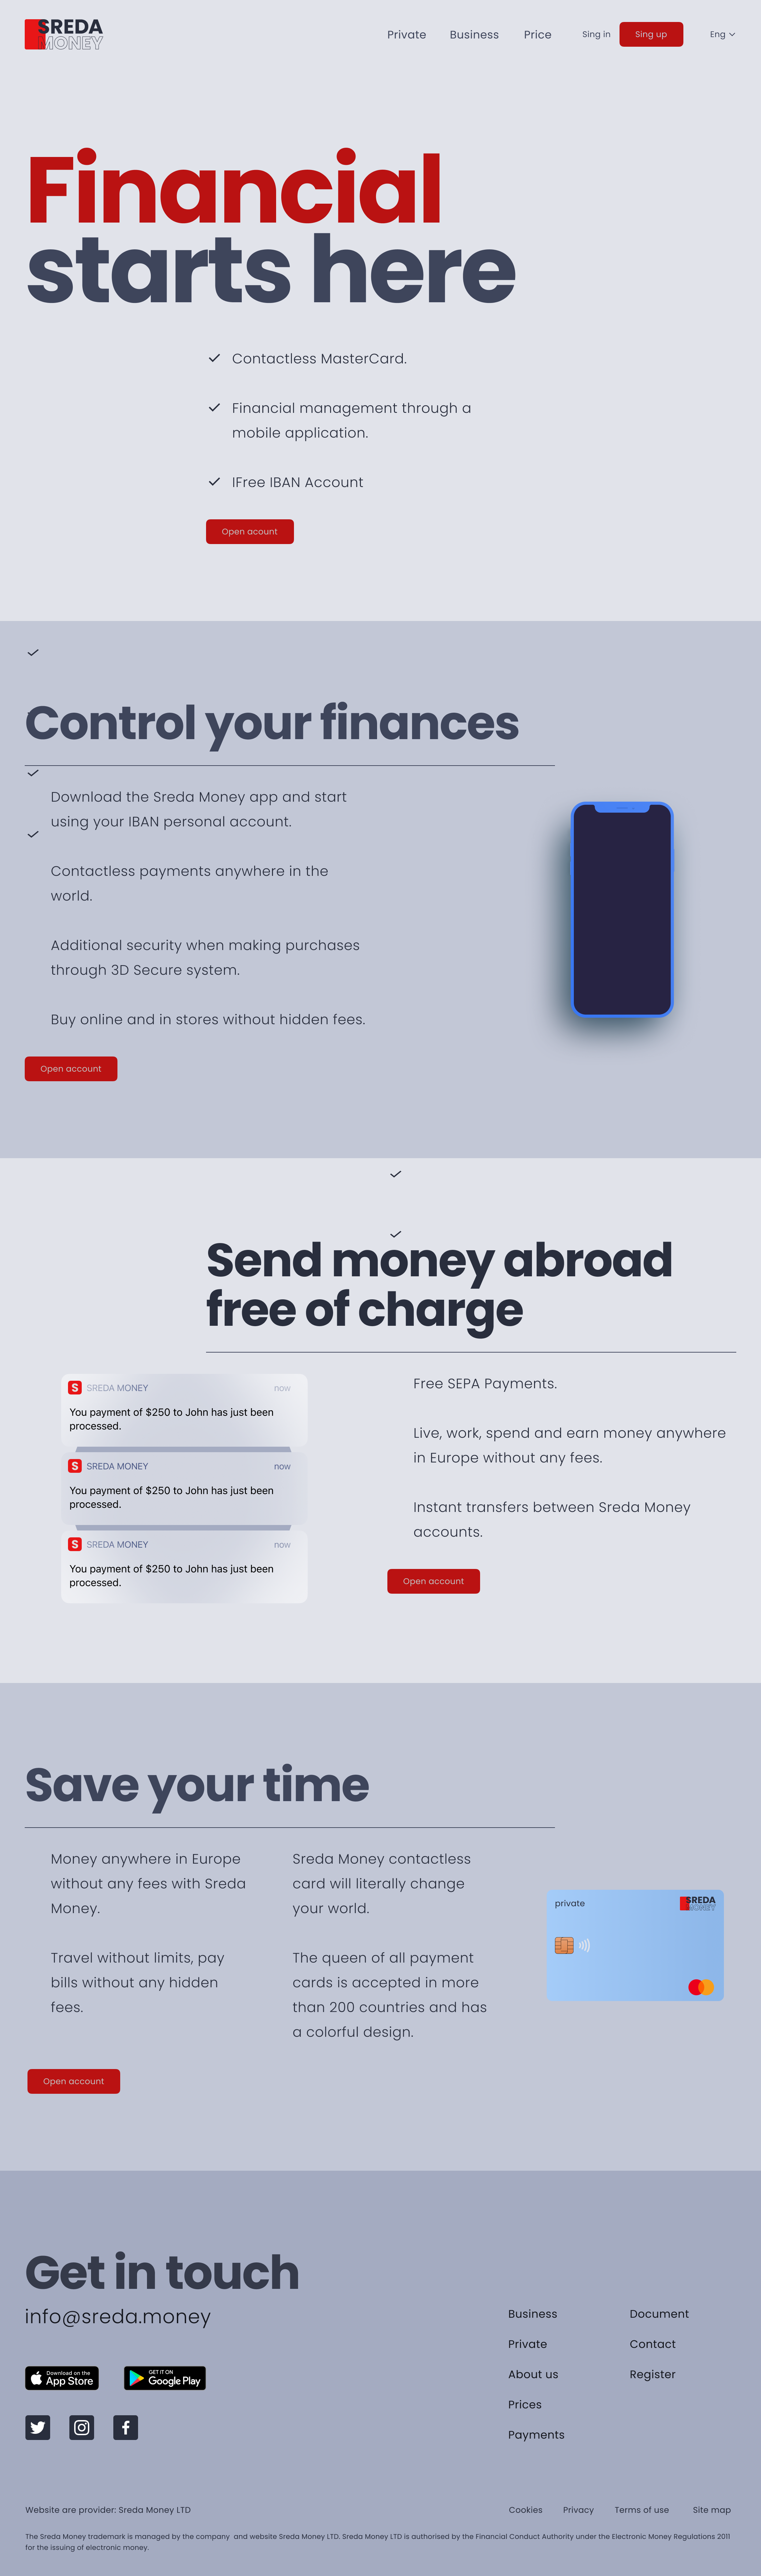 SREDA
MONEY
Private
Business
Price
Sing in
Sing up
Eng
Financial
starts here
Contactless MasterCard.
Financial management through a
mobile application.
IFree IBAN Account
Open acount
Control your finances
Download the Sreda Money app and start
using your IBAN personal account.
Contactless payments anywhere in the
world.
Additional security when making purchases
through 3D Secure system.
Buy online and in stores without hidden fees.
Open account
Send money abroad
free of charge
S SREDA MONEY now
You payment of $250 to John has just been
processed.
S SREDA MONEY now
You payment of $250 to John has just been
processed.
S SREDA MONEY now
You payment of $250 to John has just been
processed.
Free SEPA Payments.
Live, work, spend and earn money anywhere
in Europe without any fees.
Instant transfers between Sreda Money
accounts.
Open account
Save your time
Money anywhere in Europe
without any fees with Sreda
Money.
Travel without limits, pay
bills without any hidden
fees.
Sreda Money contactless
card will literally change
your world.
The queen of all payment
cards is accepted in more
than 200 countries and has
a colorful design.
private
SREDA
MONEY
Open account
Get in touch
info@sreda.money
Download on the
App Store
GET IT ON
Google Play
Business
Private
About us
Prices
Payments
Document
Contact
Register
Website are provider: Sreda Money LTD
Cookies
Privacy
Terms of use
Site map
The Sreda Money trademark is managed by the company and website Sreda Money LTD. Sreda Money LTD is authorised by the Financial Conduct Authority under the Electronic Money Regulations 2011
for the issuing of electronic money.